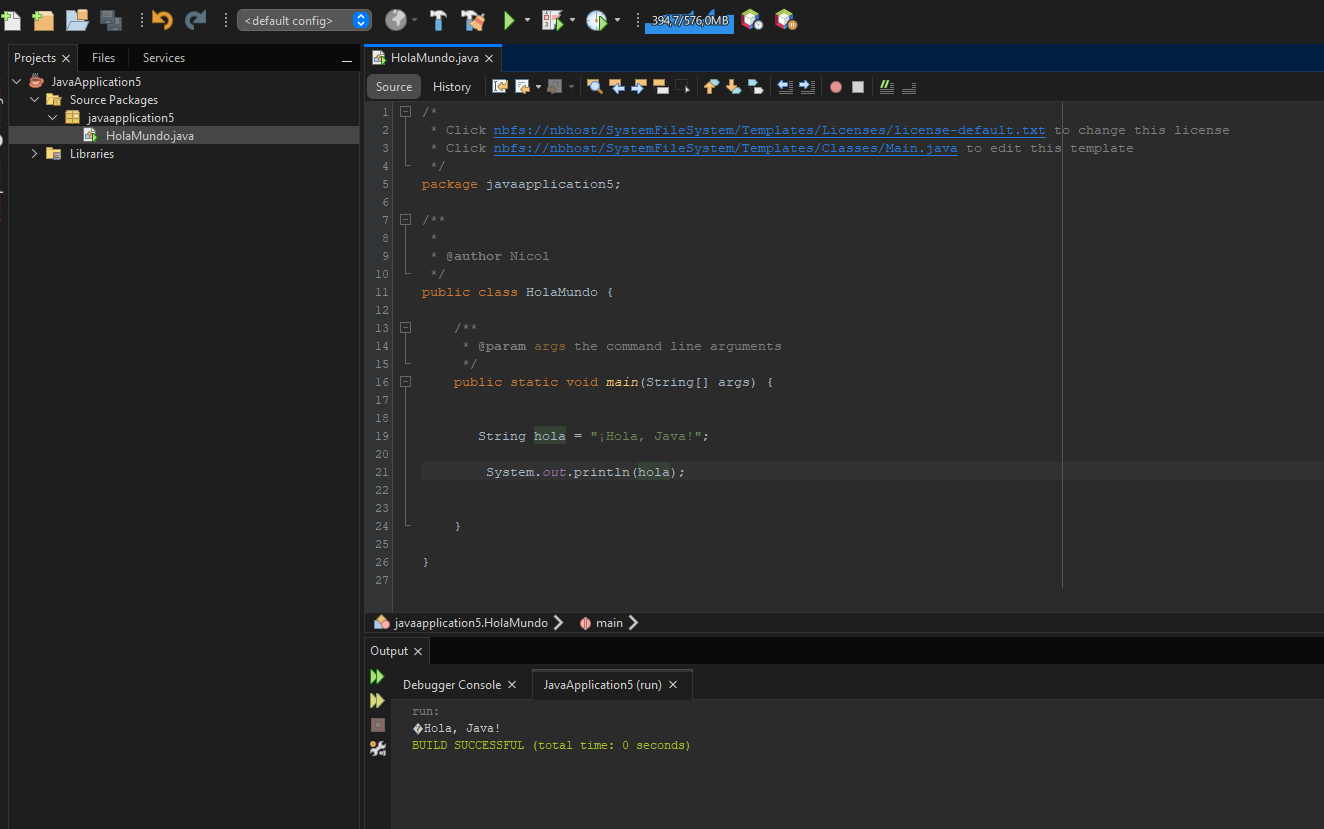 <default config>
394,7/576,0MB
Projects
Files
Services
JavaApplication5
Source Packages
javaapplication5
HolaMundo.java
Libraries
HolaMundo.java
Source
History
1 /*
2 * Click nbfs://nbhost/SystemFileSystem/Templates/Licenses/license-default.txt to change this license
3 * Click nbfs://nbhost/SystemFileSystem/Templates/Classes/Main.java to edit this template
4 */
5 package javaapplication5;
6
7 /**
8 *
9 * @author Nicol
10 */
11 public class HolaMundo {
12
13 /**
14 * @param args the command line arguments
15 */
16 public static void main(String[] args) {
17
18
19 String hola = "¡Hola, Java!";
20
21 System.out.println(hola);
22
23
24 }
25
26 }
27
javaapplication5.HolaMundo
main
Output
Debugger Console
JavaApplication5 (run)
run:
�Hola, Java!
BUILD SUCCESSFUL (total time: 0 seconds)